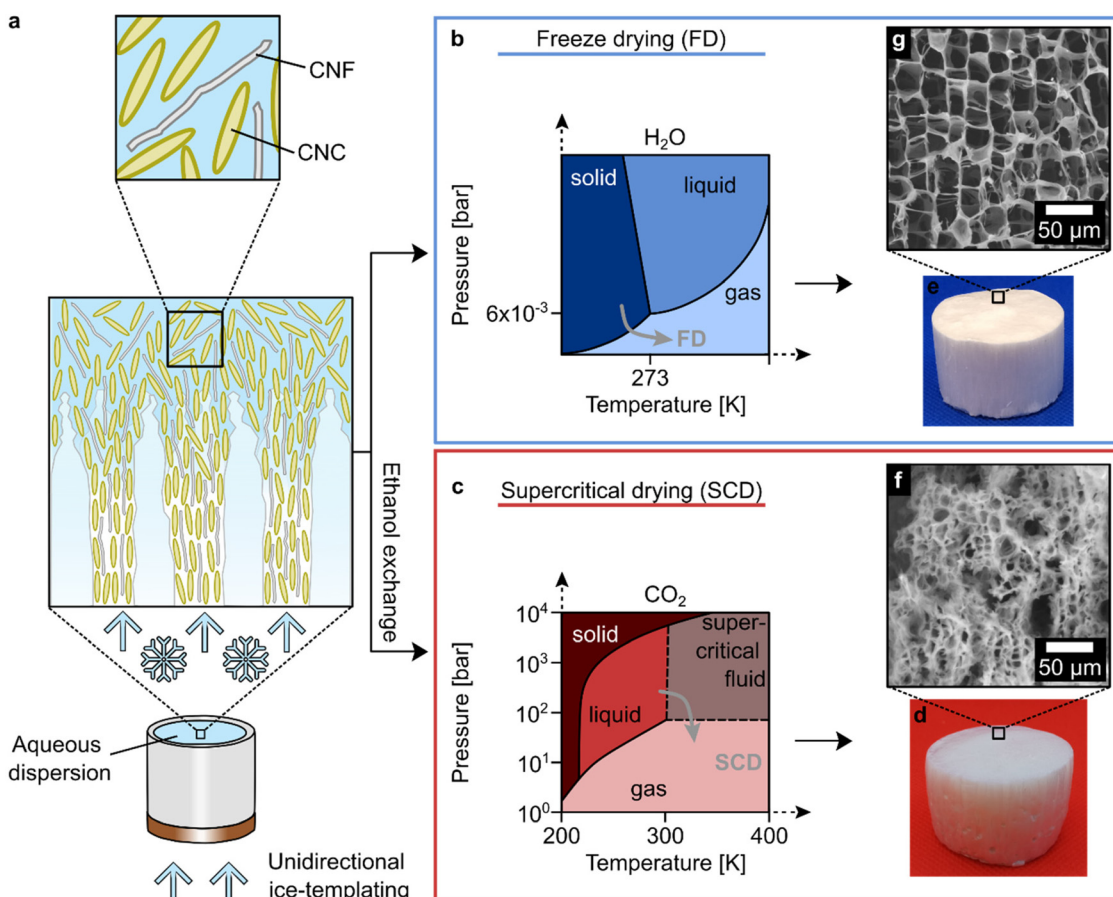 a
CNF
CNC
Aqueous
dispersion
Unidirectional
ice-templating
Ethanol exchange
b
Freeze drying (FD)
H₂O
solid
liquid
gas
FD
Pressure [bar]
6x10⁻³
273
Temperature [K]
g
50 µm
e
c
Supercritical drying (SCD)
CO₂
solid
super-
critical
fluid
liquid
SCD
gas
Pressure [bar]
10⁴
10³
10²
10¹
10⁰
200
300
400
Temperature [K]
f
50 µm
d